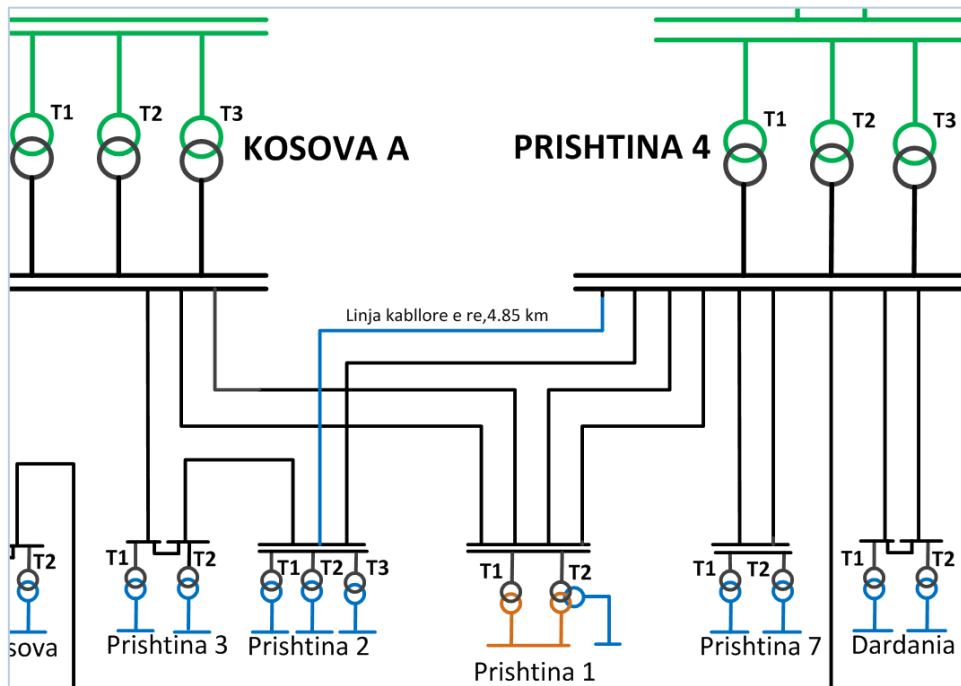 T1 T2 T3
KOSOVA A
PRISHTINA 4
T1 T2 T3
Linja kabllore e re,4.85 km
T2
T1 T2
T1 T2 T3
T1 T2
T1 T2
T1 T2
sova
Prishtina 3
Prishtina 2
Prishtina 1
Prishtina 7
Dardania